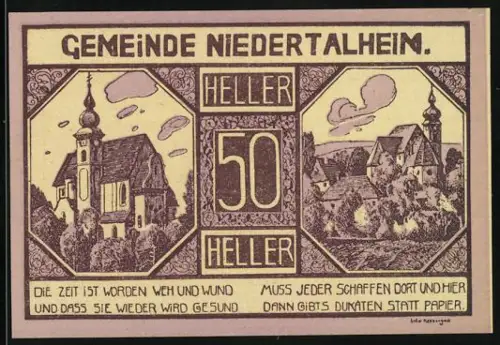 GEMEINDE NIEDERTALHEIM.
HELLER
50
HELLER
DIE ZEIT IST WORDEN WEH UND WUND
UND DASS SIE WIEDER WIRD GESUND
MUSS JEDER SCHAFFEN DORT UND HIER
DANN GIBTS DUKATEN STATT PAPIER.